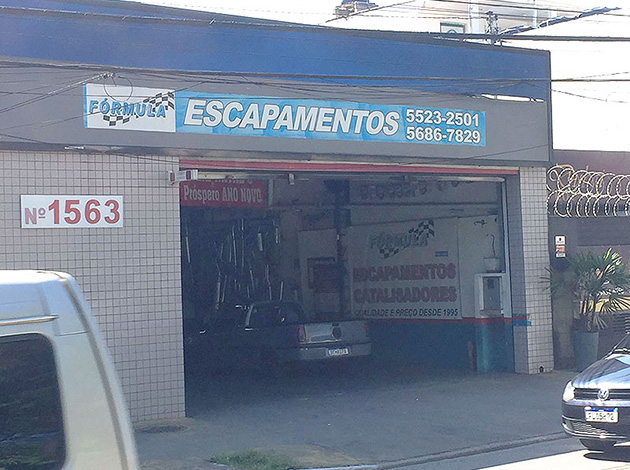 FÓRMULA
ESCAPAMENTOS
5523-2501
5686-7829
Nº1563
Próspero ANO NOVO
FÓRMULA
ESCAPAMENTOS
CATALISADORES
QUALIDADE E PREÇO DESDE 1995